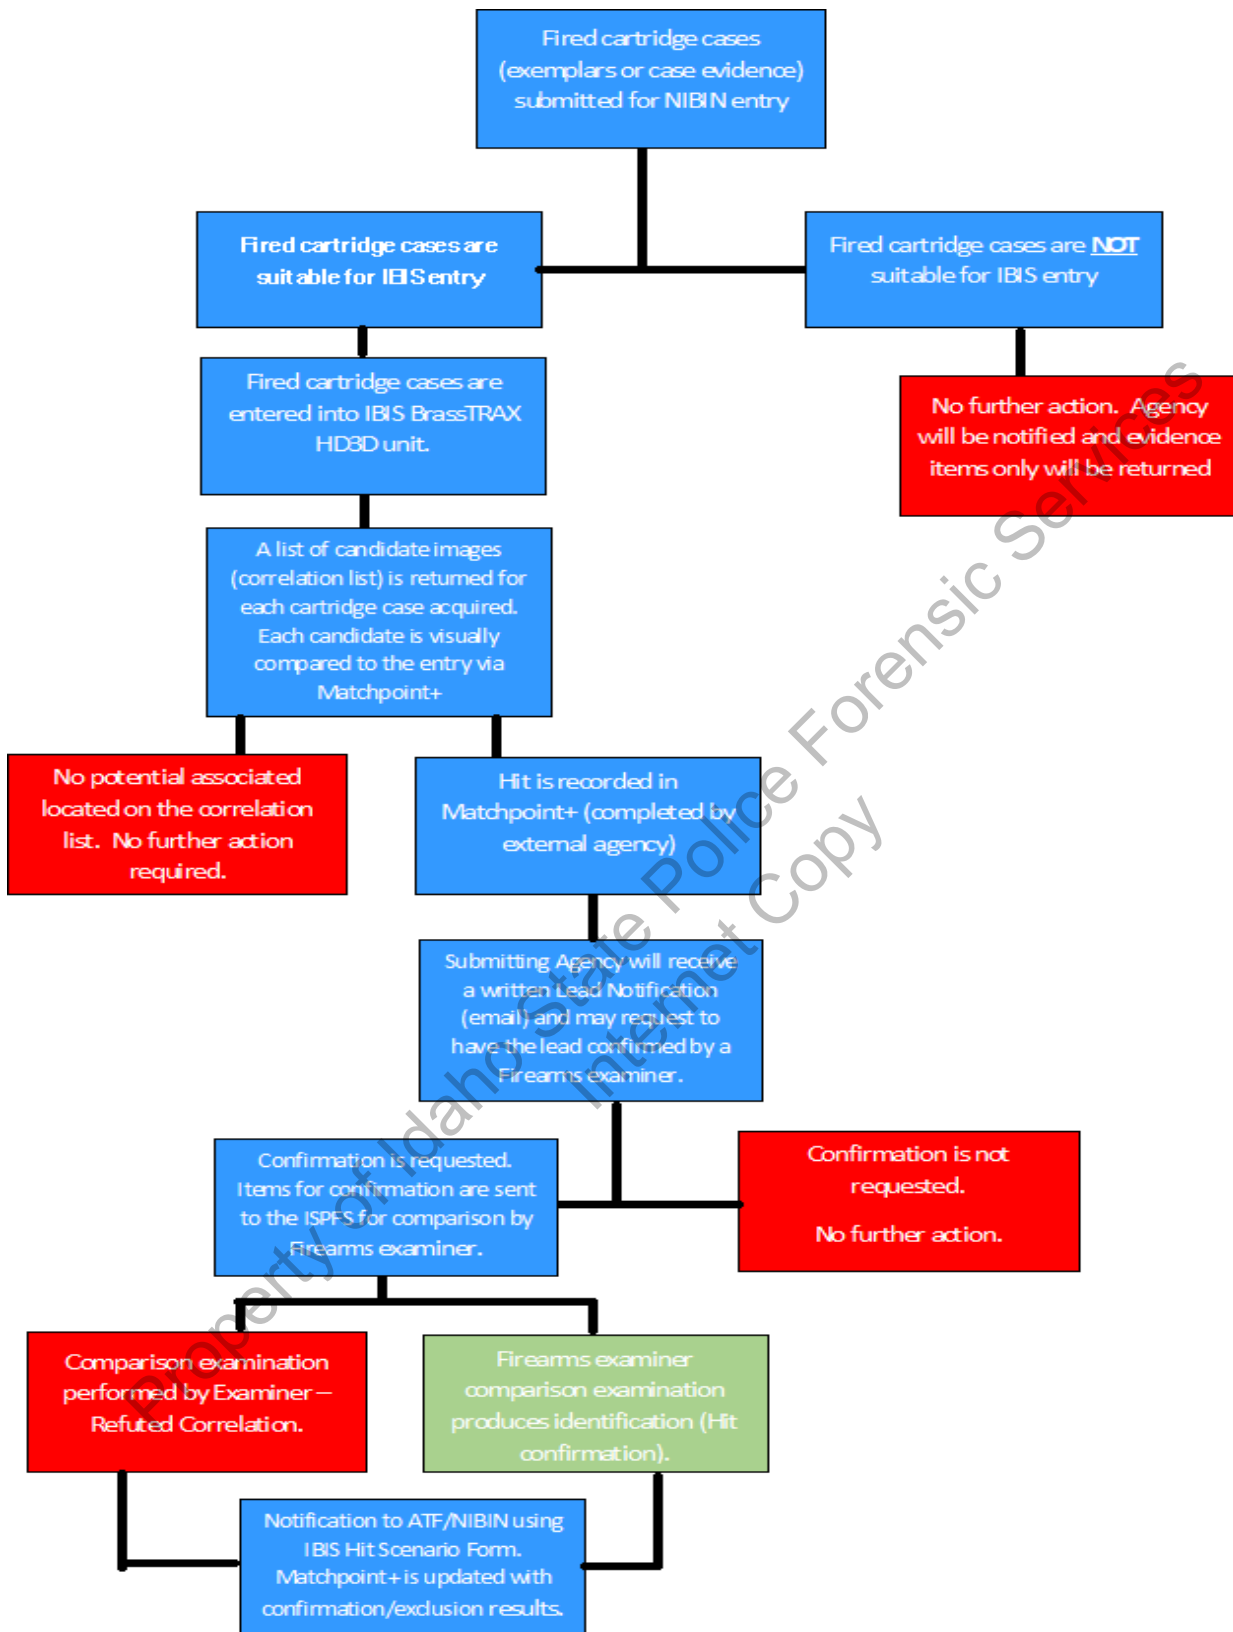 Fired cartridge cases
(exemplars or case evidence)
submitted for NIBIN entry
Fired cartridge cases are
suitable for IBIS entry
Fired cartridge cases are NOT
suitable for IBIS entry
Fired cartridge cases are
entered into IBIS BrassTRAX
HD3D unit.
No further action. Agency
will be notified and evidence
items only will be returned
A list of candidate images
(correlation list) is returned for
each cartridge case acquired.
Each candidate is visually
compared to the entry via
Matchpoint+
No potential associated
located on the correlation
list. No further action
required.
Hit is recorded in
Matchpoint+ (completed by
external agency)
Submitting Agency will receive
a written Lead Notification
(email) and may request to
have the lead confirmed by a
Firearms examiner.
Confirmation is requested.
Items for confirmation are sent
to the ISPFS for comparison by
Firearms examiner.
Confirmation is not
requested.
No further action.
Comparison examination
performed by Examiner –
Refuted Correlation.
Firearms examiner
comparison examination
produces identification (Hit
confirmation).
Notification to ATF/NIBIN using
IBIS Hit Scenario Form.
Matchpoint+ is updated with
confirmation/exclusion results.
Property of Idaho State Police Forensic Services
Internet Copy